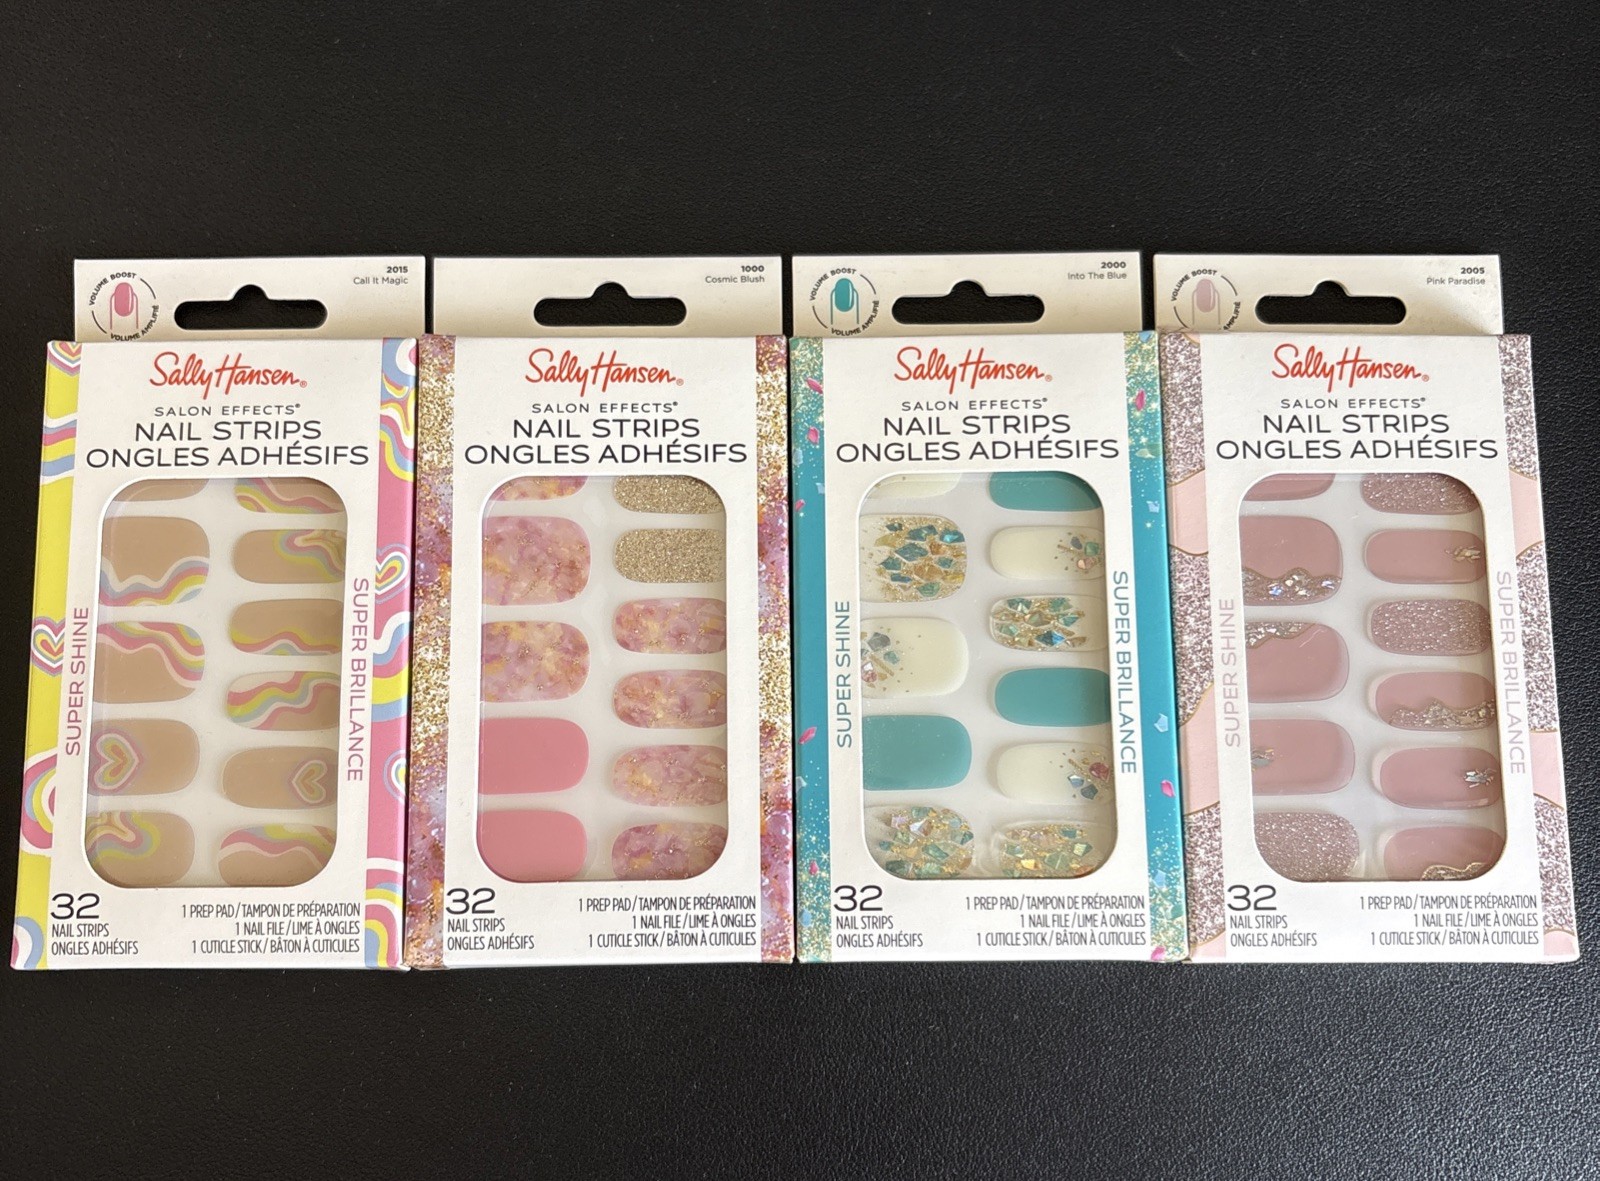 VOLUME BOOST
VOLUME AMPLIFIÉ
2015
Call It Magic
Sally Hansen®
SALON EFFECTS®
NAIL STRIPS
ONGLES ADHÉSIFS
SUPER SHINE
SUPER BRILLANCE
32
NAIL STRIPS
ONGLES ADHÉSIFS
1 PREP PAD/TAMPON DE PRÉPARATION
1 NAIL FILE/LIME À ONGLES
1 CUTICLE STICK/BÂTON À CUTICULES
1000
Cosmic Blush
Sally Hansen®
SALON EFFECTS®
NAIL STRIPS
ONGLES ADHÉSIFS
32
NAIL STRIPS
ONGLES ADHÉSIFS
1 PREP PAD/TAMPON DE PRÉPARATION
1 NAIL FILE/LIME À ONGLES
1 CUTICLE STICK/BÂTON À CUTICULES
VOLUME BOOST
VOLUME AMPLIFIÉ
2000
Into The Blue
Sally Hansen®
SALON EFFECTS®
NAIL STRIPS
ONGLES ADHÉSIFS
SUPER SHINE
SUPER BRILLANCE
32
NAIL STRIPS
ONGLES ADHÉSIFS
1 PREP PAD/TAMPON DE PRÉPARATION
1 NAIL FILE/LIME À ONGLES
1 CUTICLE STICK/BÂTON À CUTICULES
VOLUME BOOST
VOLUME AMPLIFIÉ
2005
Pink Paradise
Sally Hansen®
SALON EFFECTS®
NAIL STRIPS
ONGLES ADHÉSIFS
SUPER SHINE
SUPER BRILLANCE
32
NAIL STRIPS
ONGLES ADHÉSIFS
1 PREP PAD/TAMPON DE PRÉPARATION
1 NAIL FILE/LIME À ONGLES
1 CUTICLE STICK/BÂTON À CUTICULES